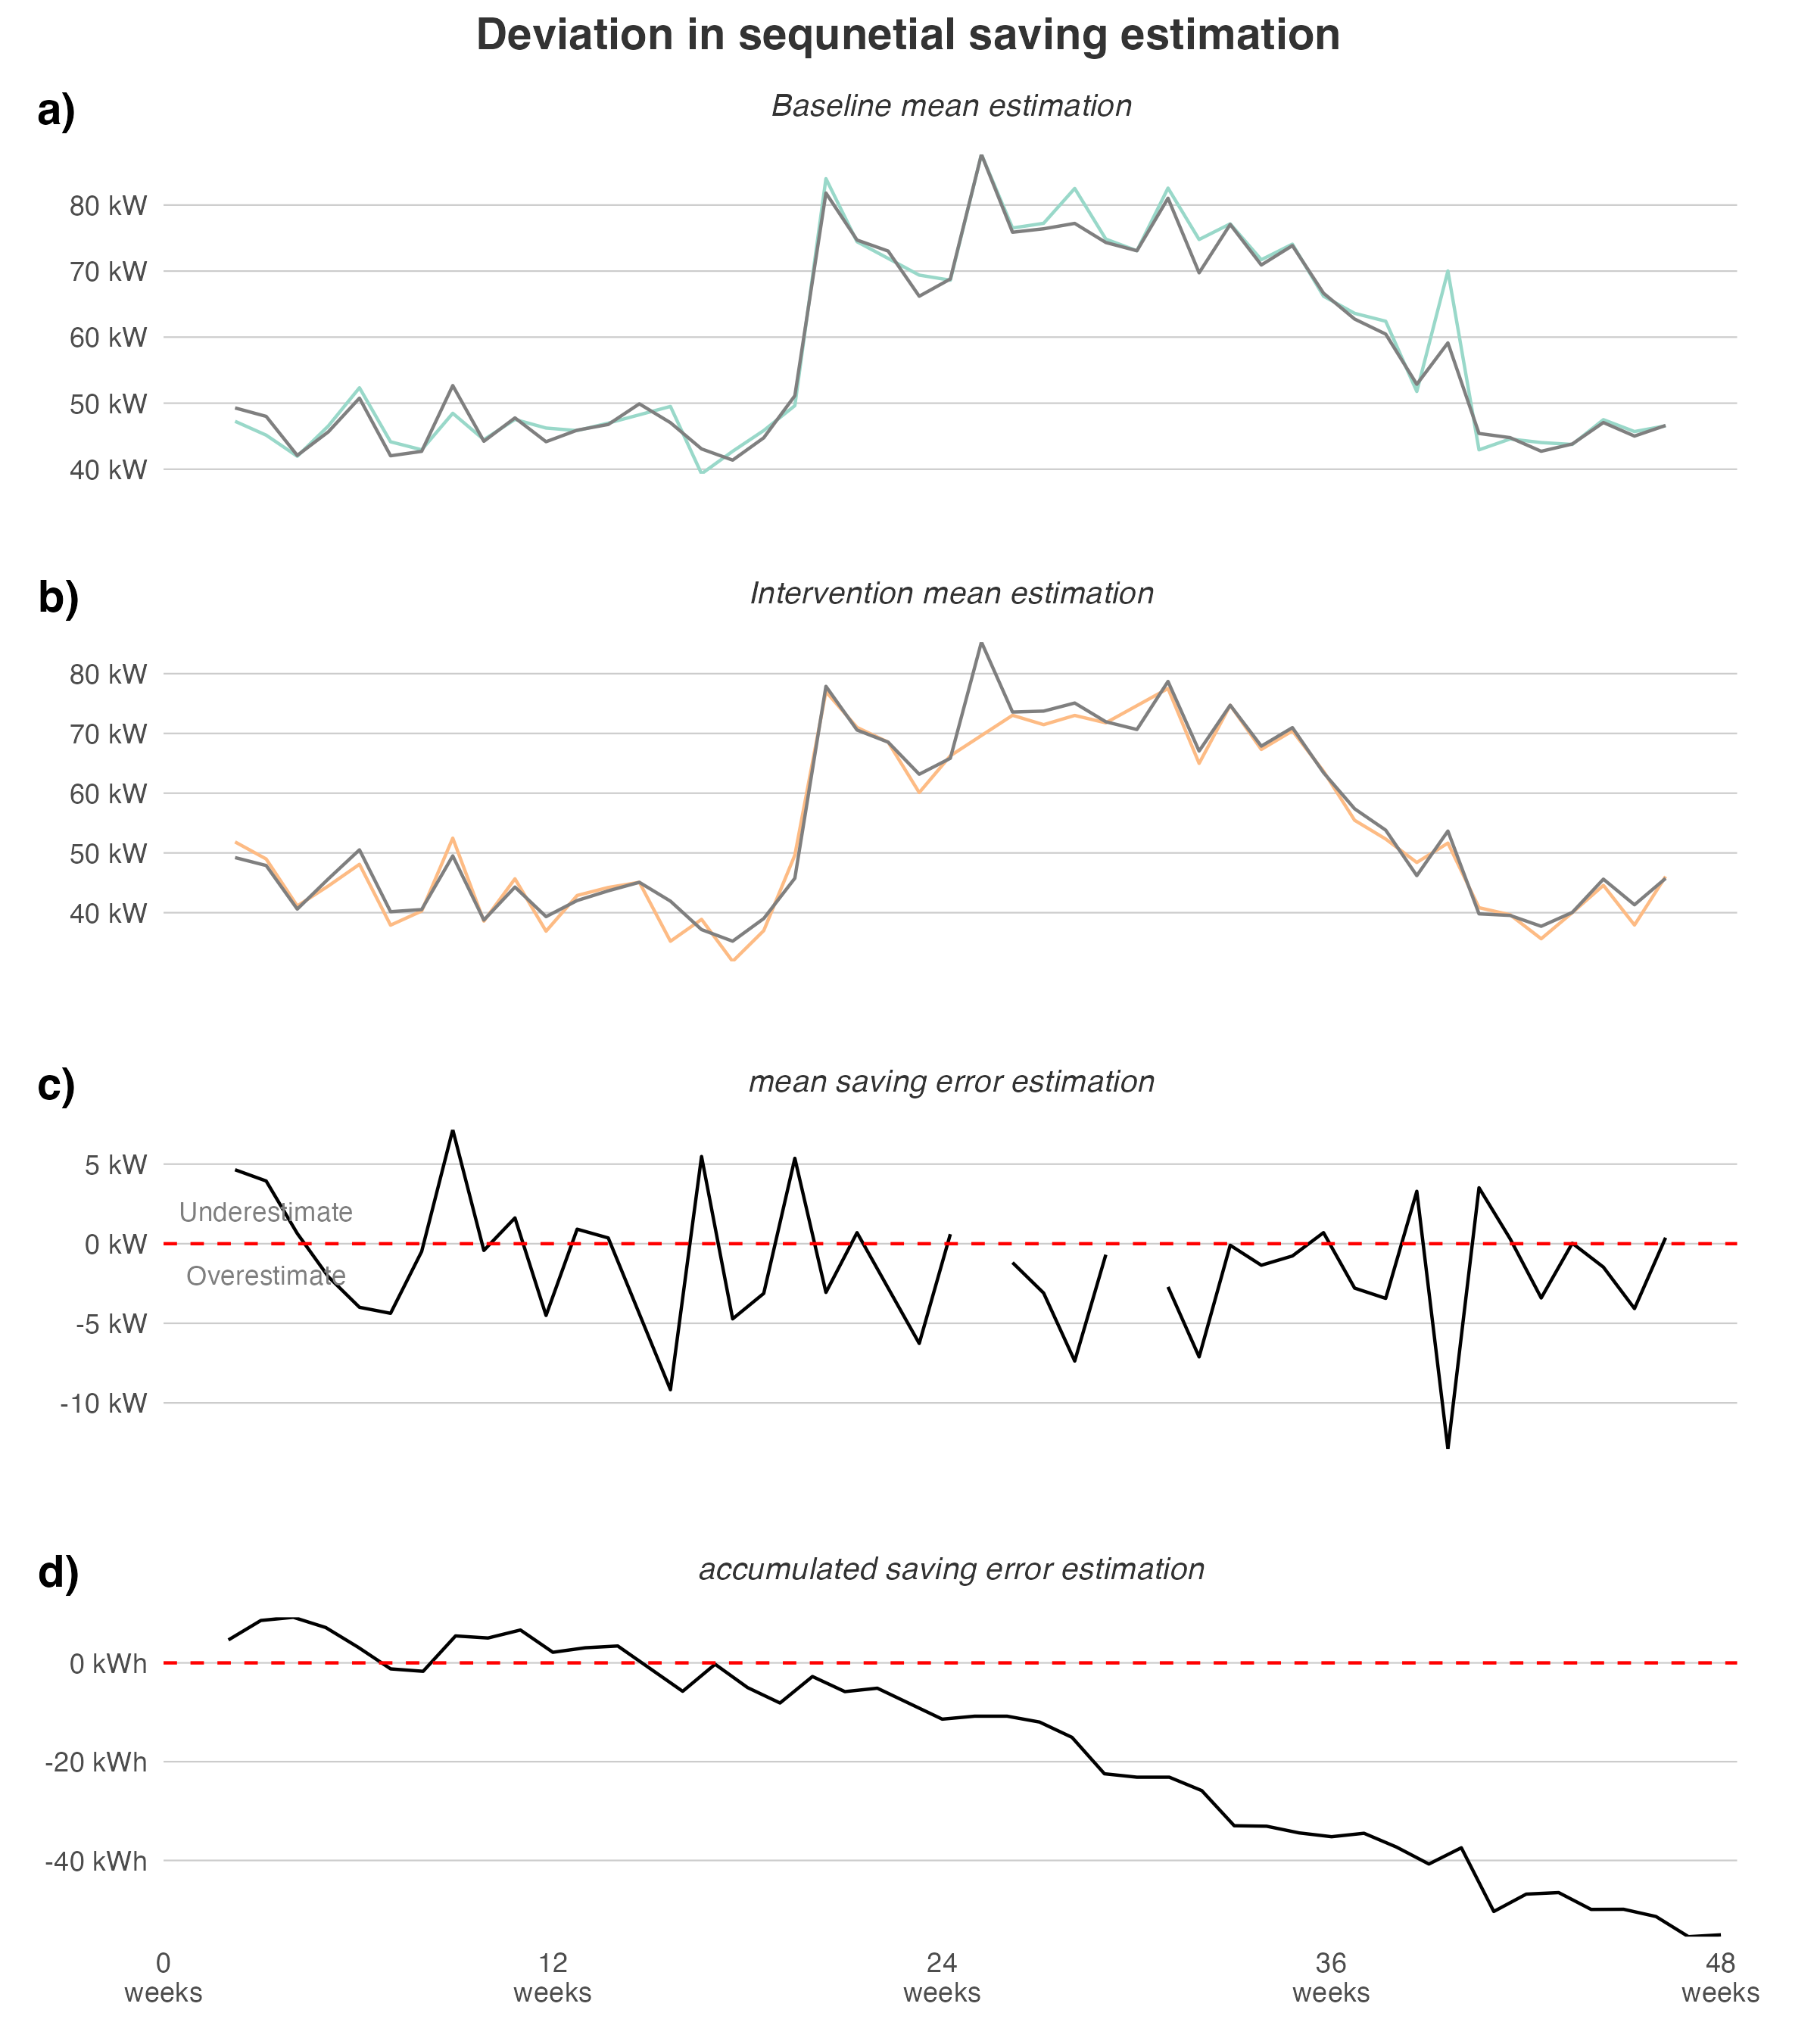 Deviation in sequnetial saving estimation
a)
Baseline mean estimation
80 kW
70 kW
60 kW
50 kW
40 kW
b)
Intervention mean estimation
80 kW
70 kW
60 kW
50 kW
40 kW
c)
mean saving error estimation
5 kW
Underestimate
0 kW
Overestimate
-5 kW
-10 kW
d)
accumulated saving error estimation
0 kWh
-20 kWh
-40 kWh
0 12 24 36 48
weeks weeks weeks weeks weeks